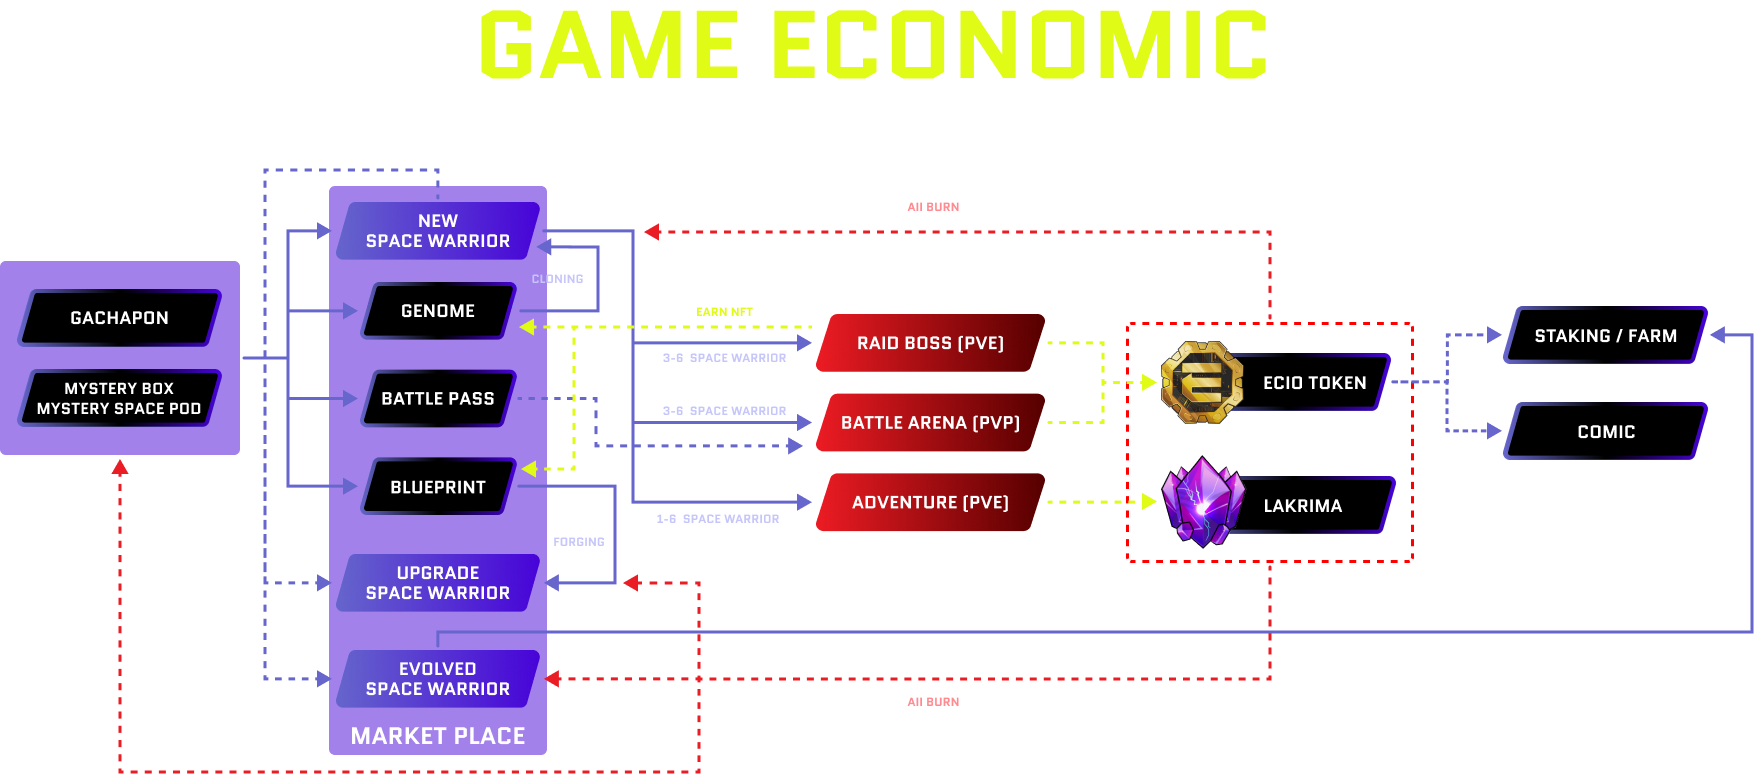 GAME ECONOMIC
GACHAPON
MYSTERY BOX
MYSTERY SPACE POD
NEW
SPACE WARRIOR
CLONING
GENOME
BATTLE PASS
BLUEPRINT
FORGING
UPGRADE
SPACE WARRIOR
EVOLVED
SPACE WARRIOR
MARKET PLACE
All BURN
EARN NFT
3-6 SPACE WARRIOR
3-6 SPACE WARRIOR
1-6 SPACE WARRIOR
RAID BOSS (PVE)
BATTLE ARENA (PVP)
ADVENTURE (PVE)
ECIO TOKEN
LAKRIMA
All BURN
STAKING / FARM
COMIC